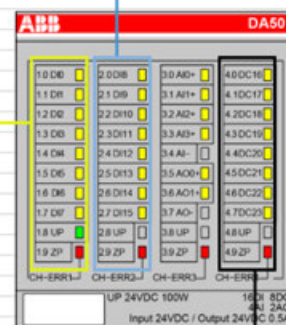 ABB DA50
1.0 DI0 2.0 DI8 3.0 AI0+ 4.0 DC16
1.1 DI1 2.1 DI9 3.1 AI1+ 4.1 DC17
1.2 DI2 2.2 DI10 3.2 AI2+ 4.2 DC18
1.3 DI3 2.3 DI11 3.3 AI3+ 4.3 DC19
1.4 DI4 2.4 DI12 3.4 AI- 4.4 DC20
1.5 DI5 2.5 DI13 3.5 AO0+ 4.5 DC21
1.6 DI6 2.6 DI14 3.6 AO1+ 4.6 DC22
1.7 DI7 2.7 DI15 3.7 AO- 4.7 DC23
1.8 UP 2.8 UP 3.8 UP 4.8 UP
1.9 ZP 2.9 ZP 3.9 ZP 4.9 ZP
CH-ERR1 CH-ERR2 CH-ERR3 CH-ERR4
UP 24VDC 100W 16DI 8DC
4AI 2AO
Input 24VDC / Output 24VDC 0.5A